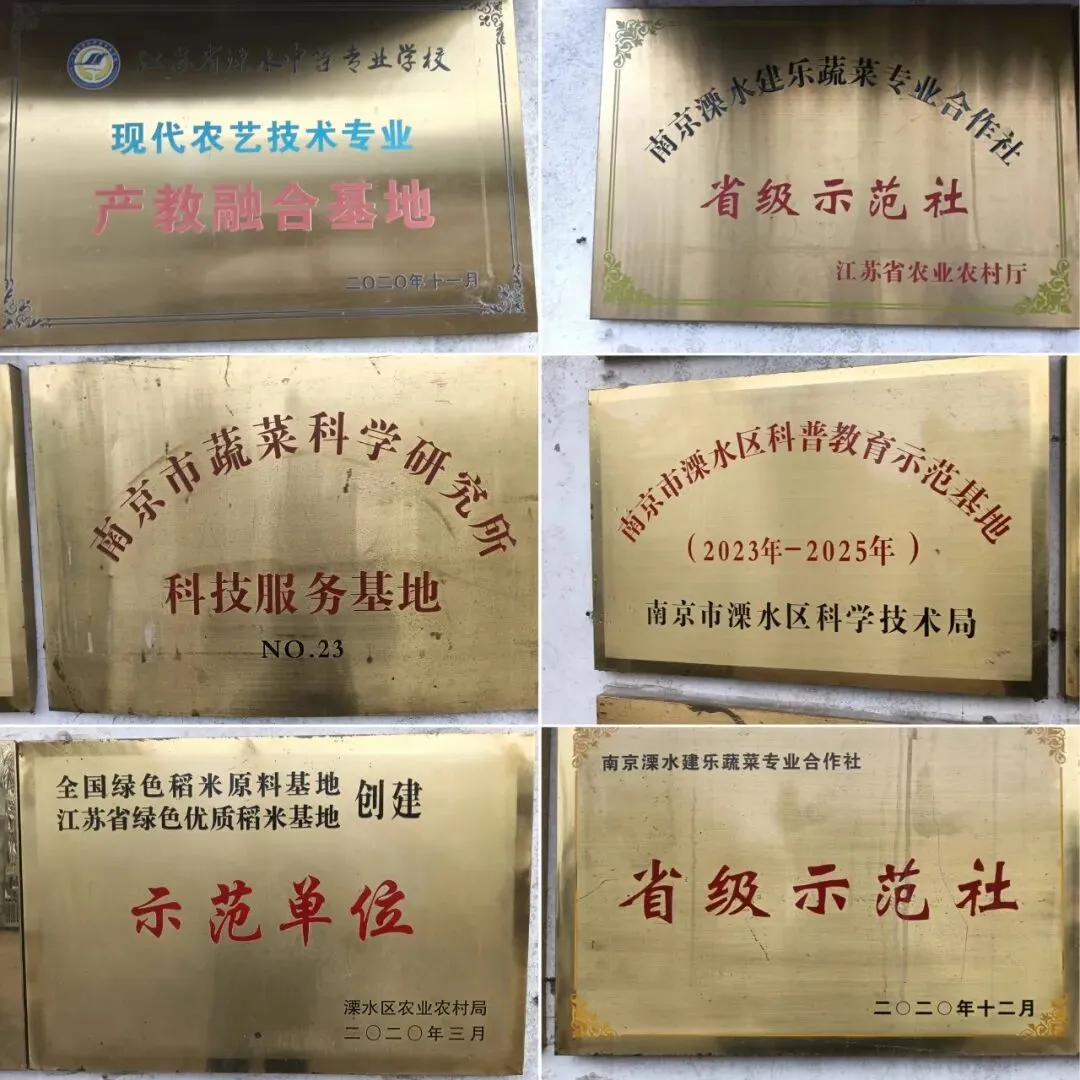 江苏省溧水中等专业学校
现代农艺技术专业
产教融合基地
二〇二〇年十一月
南京溧水建乐蔬菜专业合作社
省级示范社
江苏省农业农村厅
南京市蔬菜科学研究所
科技服务基地
NO.23
南京市溧水区科普教育示范基地
(2023年-2025年)
南京市溧水区科学技术局
全国绿色稻米原料基地
江苏省绿色优质稻米基地
创建
示范单位
溧水区农业农村局
二〇二〇年三月
南京溧水建乐蔬菜专业合作社
省级示范社
二〇二〇年十二月